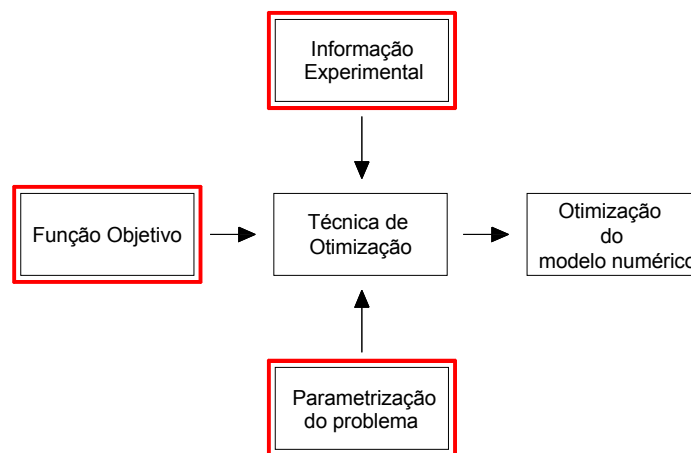 Informação
Experimental
Função Objetivo
Técnica de
Otimização
Otimização
do
modelo numérico
Parametrização
do problema